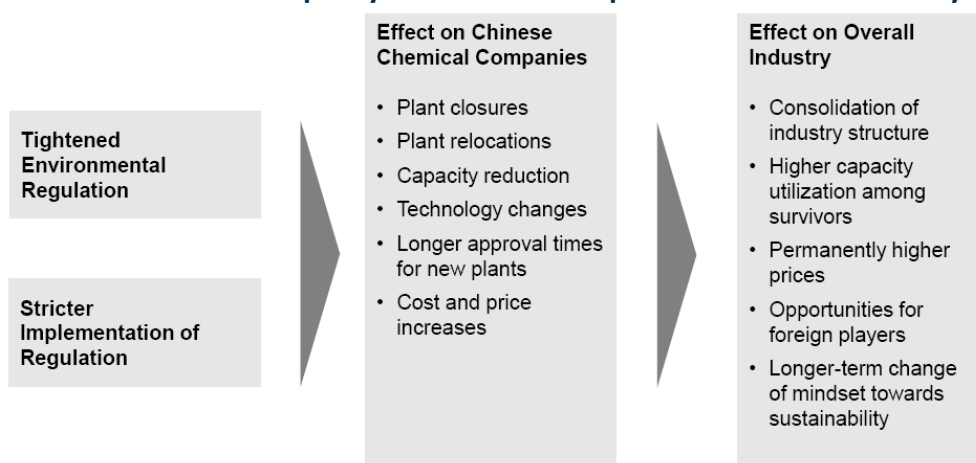 Tightened
Environmental
Regulation
Stricter
Implementation of
Regulation
Effect on Chinese
Chemical Companies
• Plant closures
• Plant relocations
• Capacity reduction
• Technology changes
• Longer approval times
for new plants
• Cost and price
increases
Effect on Overall
Industry
• Consolidation of
industry structure
• Higher capacity
utilization among
survivors
• Permanently higher
prices
• Opportunities for
foreign players
• Longer-term change
of mindset towards
sustainability